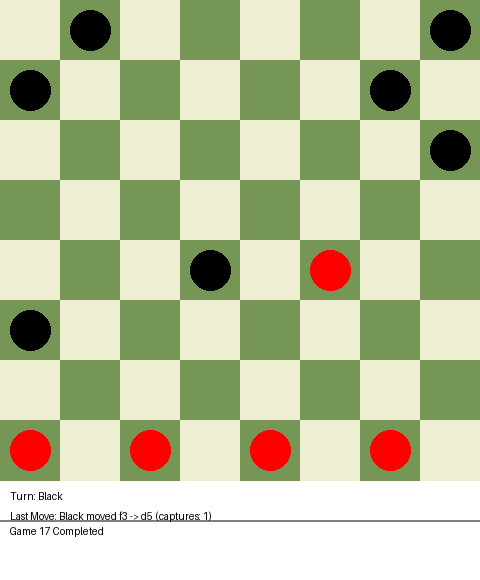 Turn: Black
Last Move: Black moved f3 -> d5 (captures: 1)
Game 17 Completed